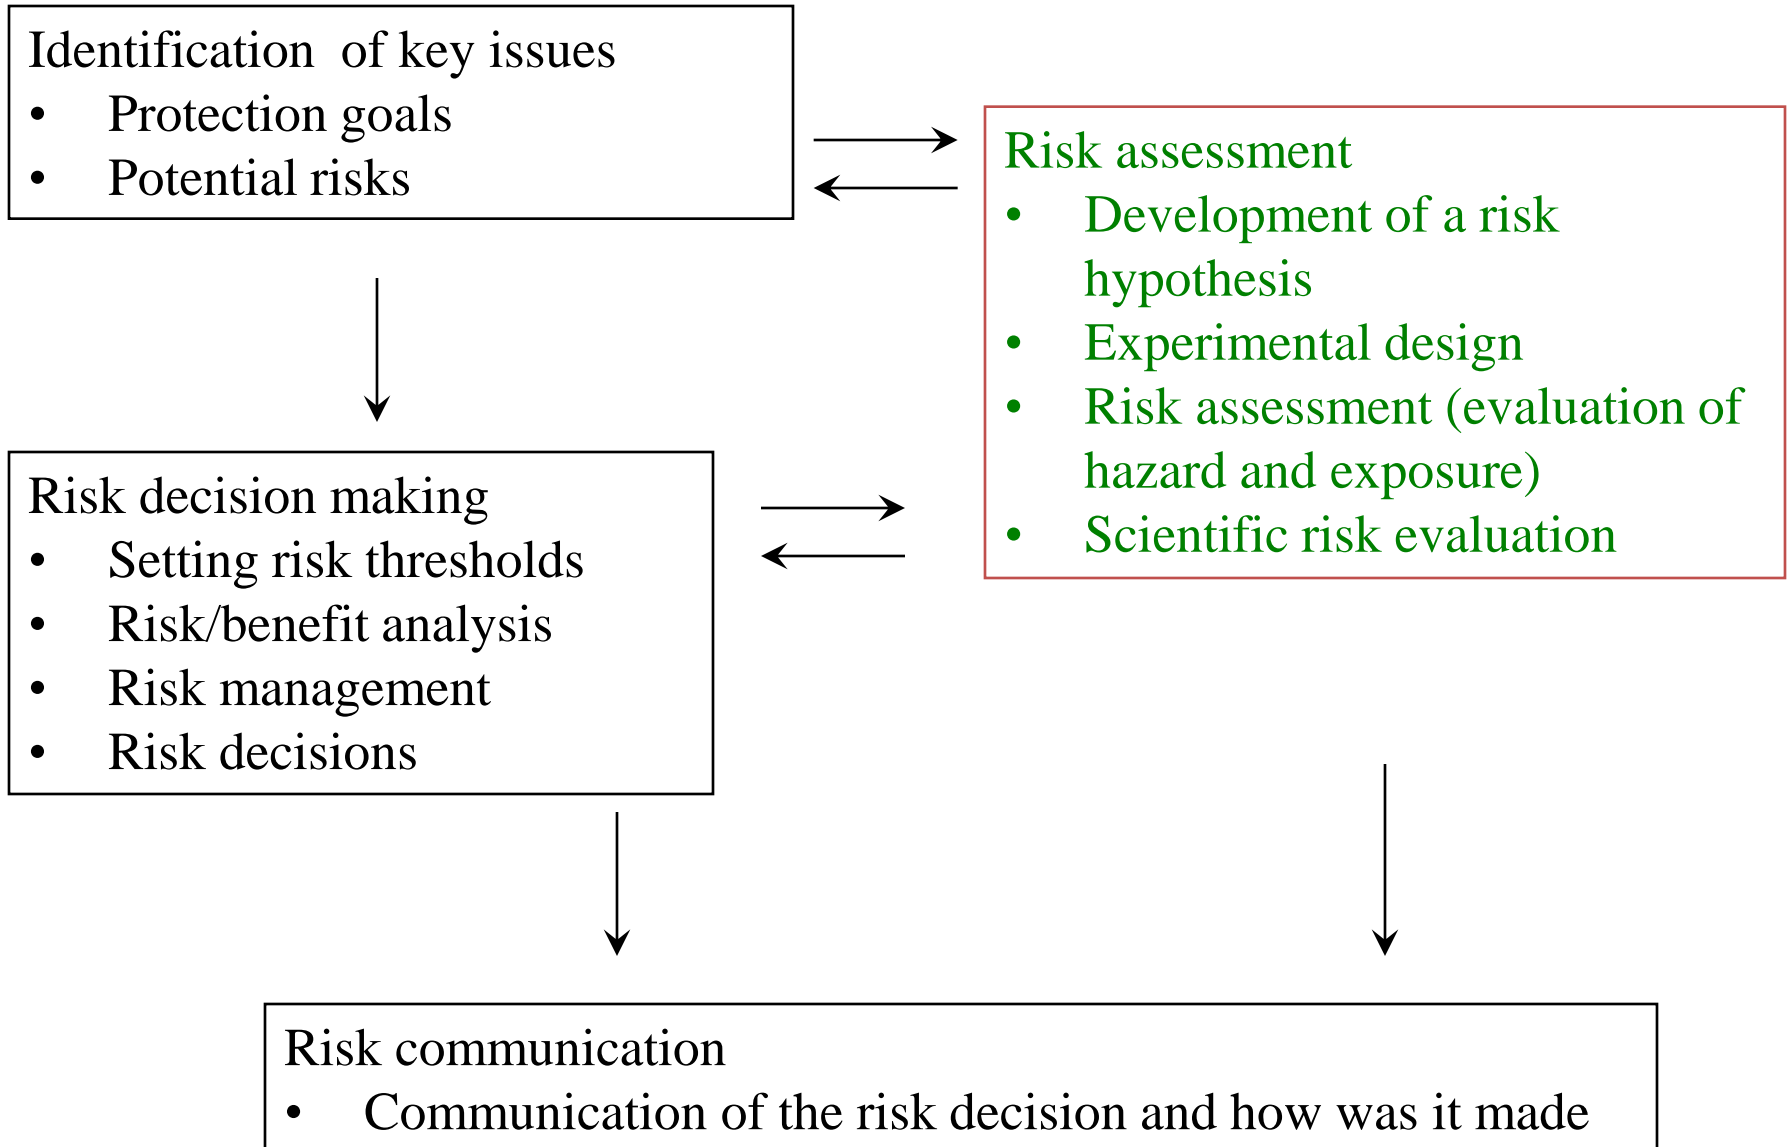 Identification  of key issues
• Protection goals
• Potential risks
Risk assessment
• Development of a risk
hypothesis
• Experimental design
• Risk assessment (evaluation of
hazard and exposure)
• Scientific risk evaluation
Risk decision making
• Setting risk thresholds
• Risk/benefit analysis
• Risk management
• Risk decisions
Risk communication
• Communication of the risk decision and how was it made